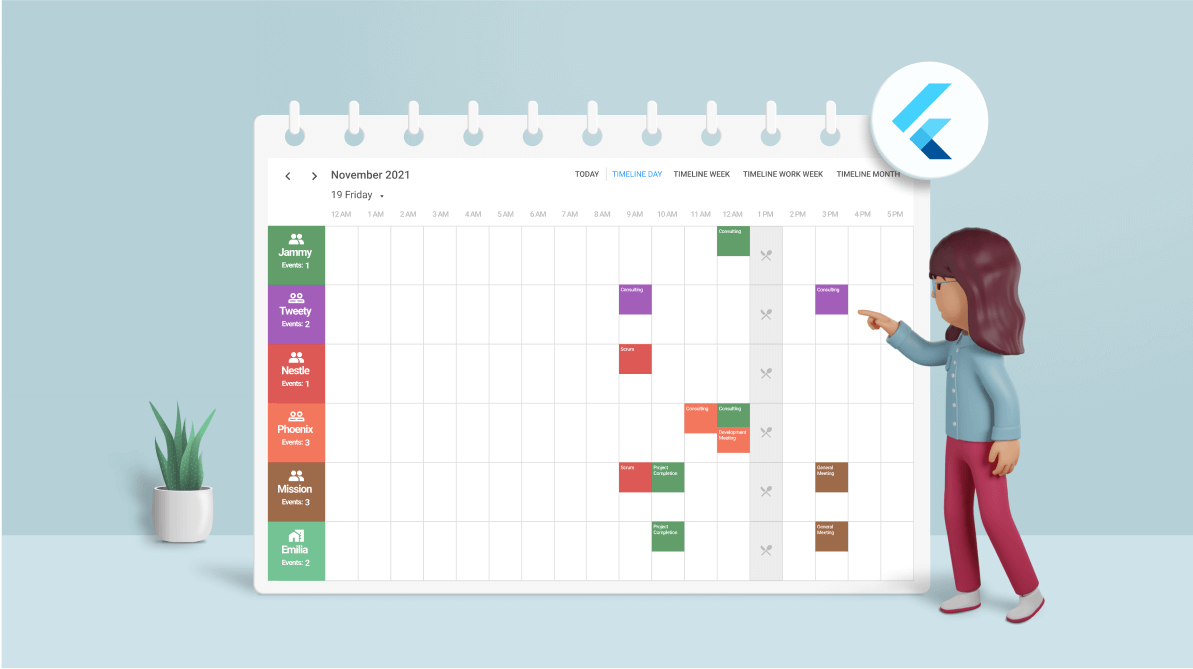 November 2021
TODAY TIMELINE DAY TIMELINE WEEK TIMELINE WORK WEEK TIMELINE MONTH
19 Friday
12 AM 1 AM 2 AM 3 AM 4 AM 5 AM 6 AM 7 AM 8 AM 9 AM 10 AM 11 AM 12 AM 1 PM 2 PM 3 PM 4 PM 5 PM
Jammy
Events: 1
Consulting
Tweety
Events: 2
Consulting
Consulting
Nestle
Events: 1
Scrum
Phoenix
Events: 3
Consulting
Consulting
Development
Meeting
Mission
Events: 3
Scrum
Project
Completion
General
Meeting
Emilia
Events: 2
Project
Completion
General
Meeting